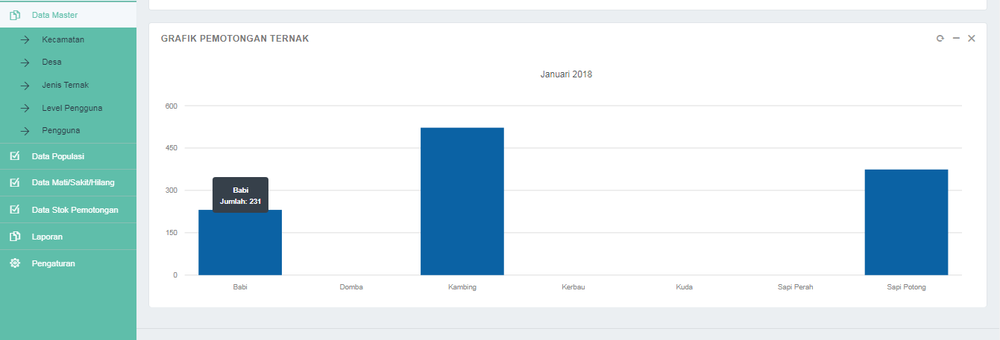 Data Master
Kecamatan
Desa
Jenis Ternak
Level Pengguna
Pengguna
Data Populasi
Data Mati/Sakit/Hilang
Data Stok Pemotongan
Laporan
Pengaturan
GRAFIK PEMOTONGAN TERNAK
Januari 2018
600
450
300
150
0
Babi
Jumlah: 231
Babi Domba Kambing Kerbau Kuda Sapi Perah Sapi Potong